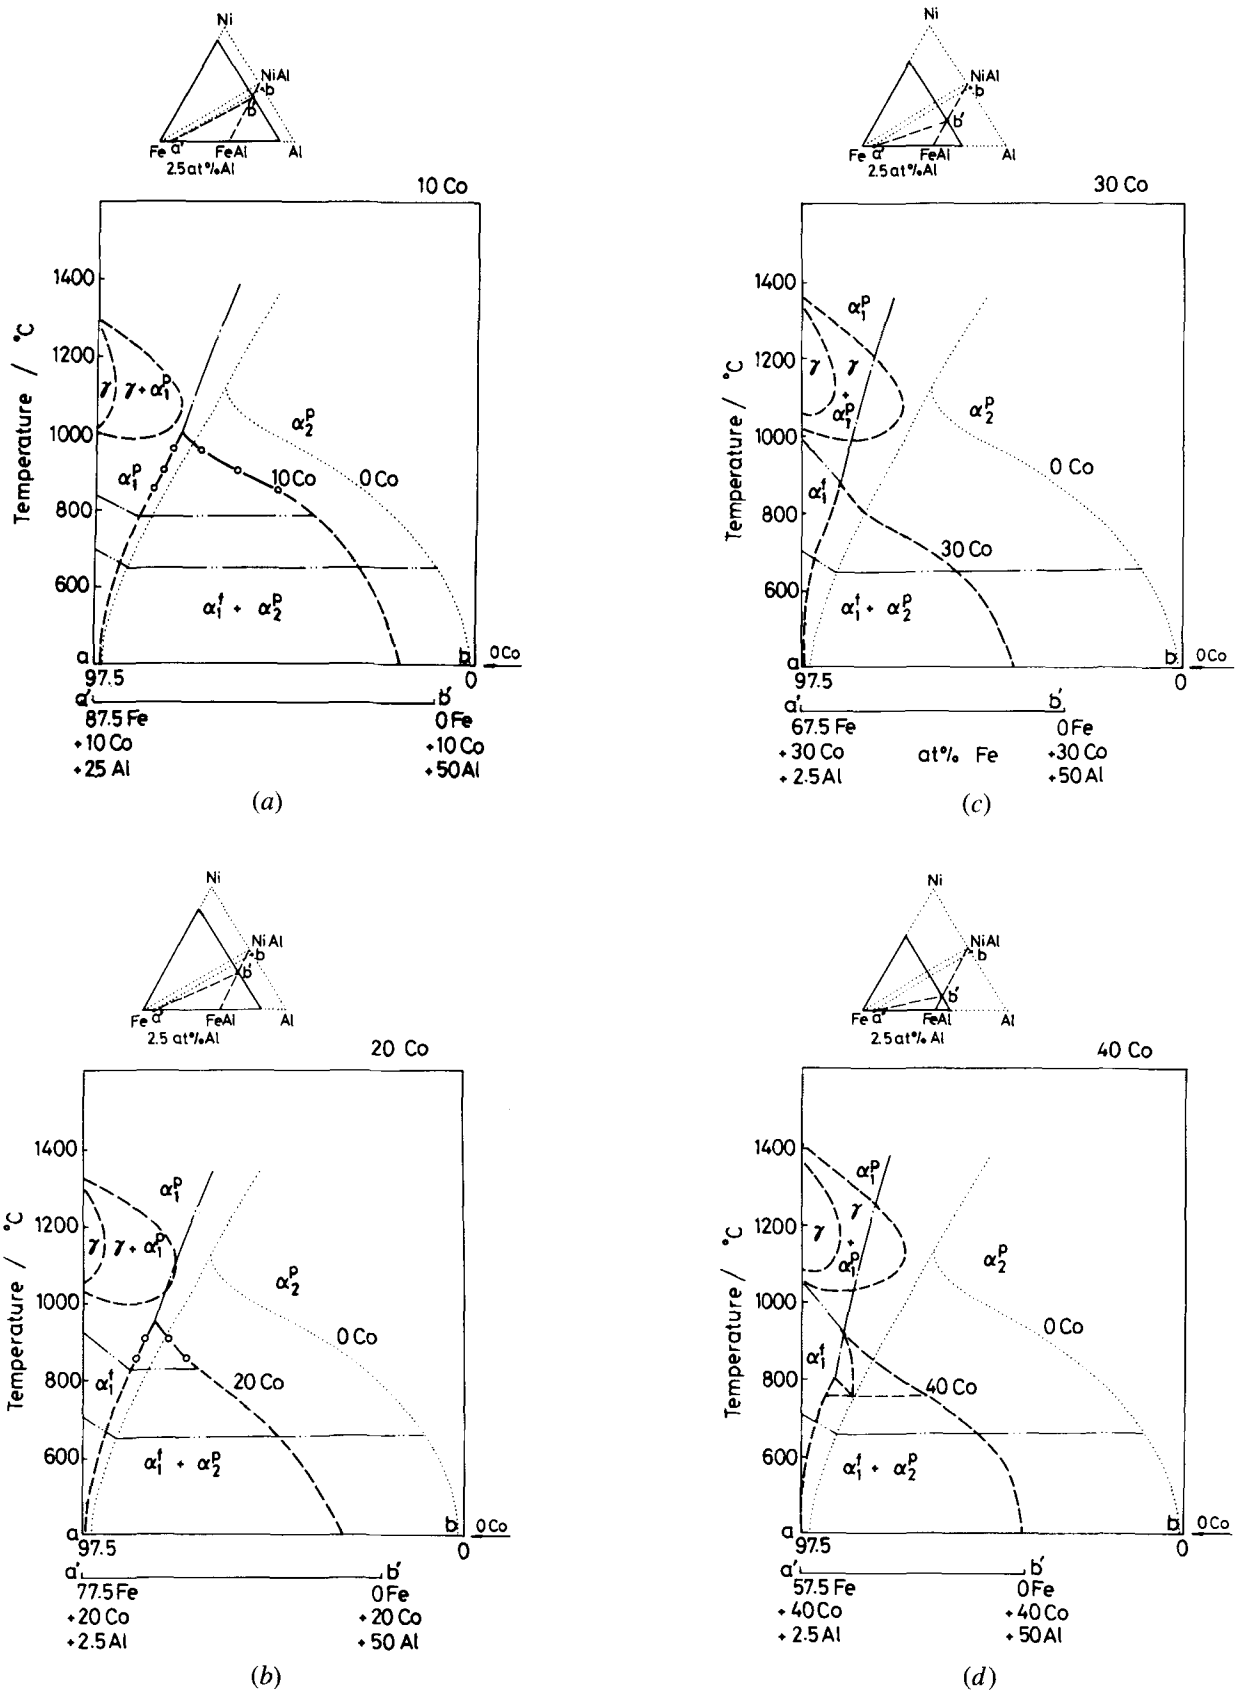 Ni
NiAl
b
b'
Fe a' FeAl Al
2.5 at% Al
10 Co
1400
1200
1000
800
600
Temperature / °C
γ γ + α₁ᵖ
α₂ᵖ
α₁ᵖ
10 Co
0 Co
α₁ᶠ + α₂ᵖ
a b 0 Co
97.5 0
a' b'
87.5 Fe 0 Fe
+10 Co +10 Co
+25 Al +50 Al
(a)
Ni
NiAl
b
b'
Fe a' FeAl Al
2.5 at% Al
30 Co
1400
1200
1000
800
600
Temperature / °C
α₁ᵖ
γ γ
+
α₁ᵖ
α₂ᵖ
0 Co
α₁ᶠ
30 Co
α₁ᶠ + α₂ᵖ
a b 0 Co
97.5 0
a' b'
67.5 Fe 0 Fe
+30 Co at% Fe +30 Co
+2.5 Al +50 Al
(c)
Ni
NiAl
b
b'
Fe a' FeAl Al
2.5 at% Al
20 Co
1400
1200
1000
800
600
Temperature / °C
α₁ᵖ
γ γ + α₁ᵖ
α₂ᵖ
0 Co
α₁ᶠ
20 Co
α₁ᶠ + α₂ᵖ
a b 0 Co
97.5 0
a' b'
77.5 Fe 0 Fe
+20 Co +20 Co
+2.5 Al +50 Al
(b)
Ni
NiAl
b
b'
Fe a' FeAl Al
2.5 at% Al
40 Co
1400
1200
1000
800
600
Temperature / °C
α₁ᵖ
γ γ
+
α₁ᵖ
α₂ᵖ
0 Co
α₁ᶠ
40 Co
α₁ᶠ + α₂ᵖ
a b 0 Co
97.5 0
a' b'
57.5 Fe 0 Fe
+40 Co +40 Co
+2.5 Al +50 Al
(d)